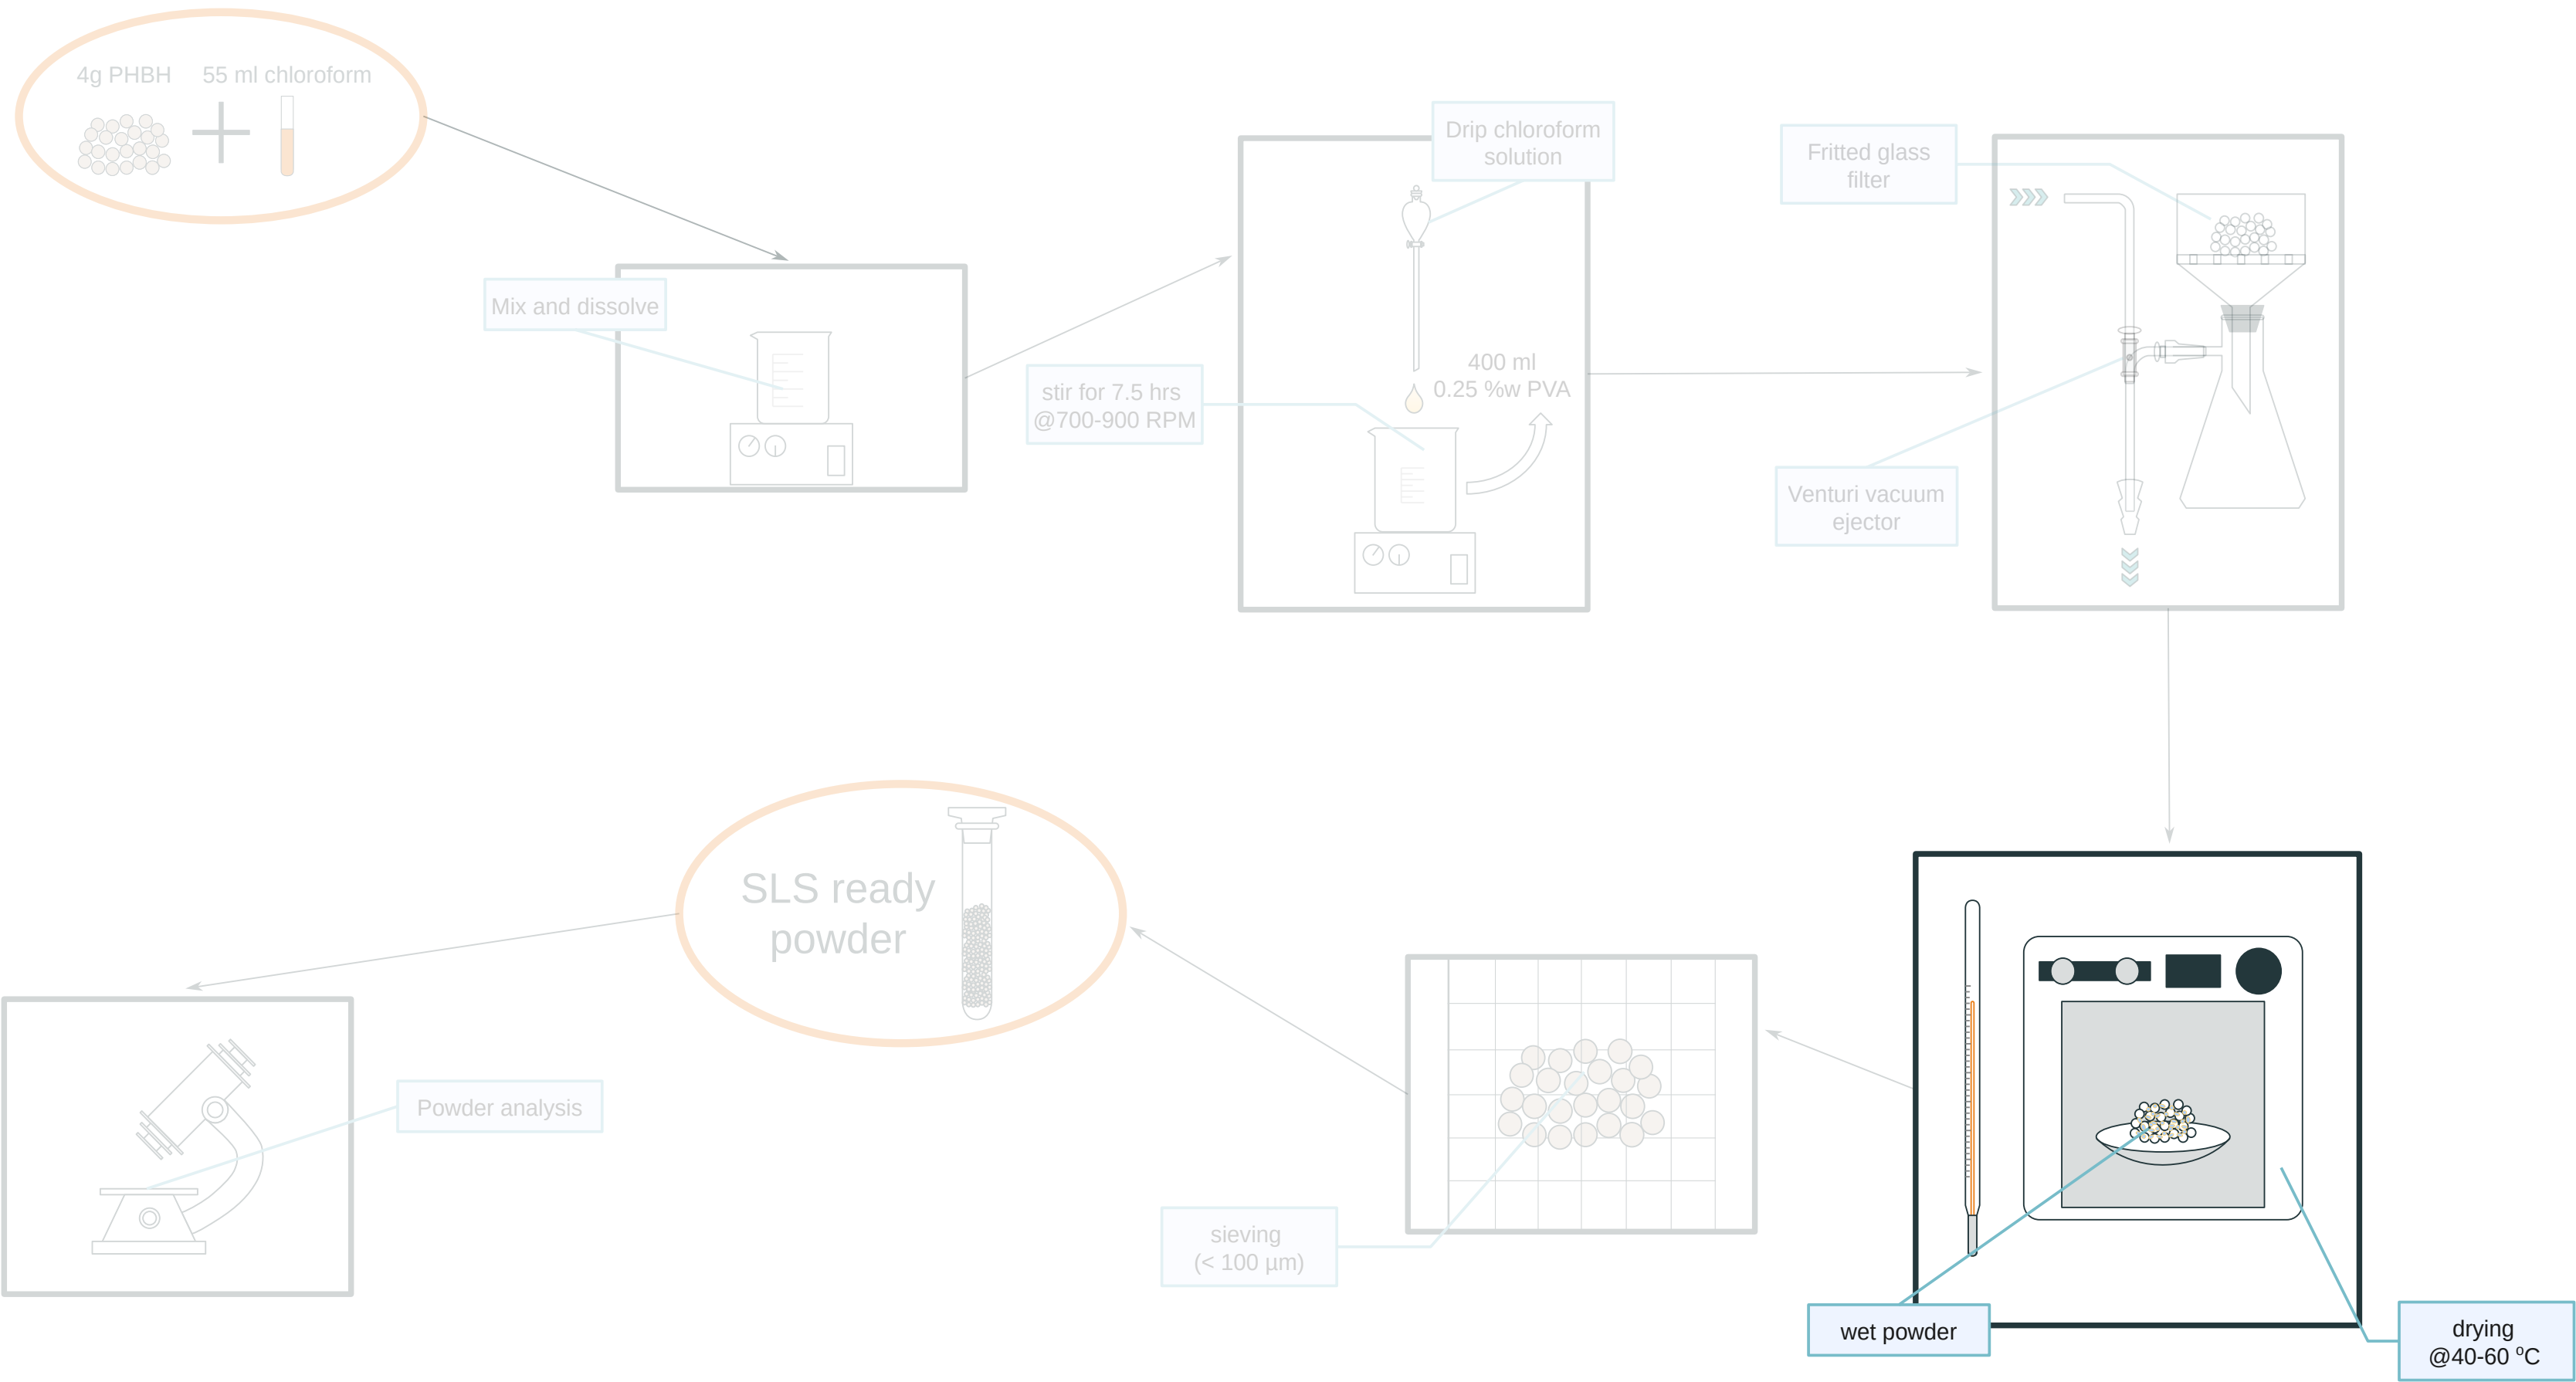 4g PHBH
55 ml chloroform
Mix and dissolve
Drip chloroform
solution
stir for 7.5 hrs
@700-900 RPM
400 ml
0.25 %w PVA
Fritted glass
filter
Venturi vacuum
ejector
wet powder
drying
@40-60 °C
sieving
(< 100 µm)
SLS ready
powder
Powder analysis